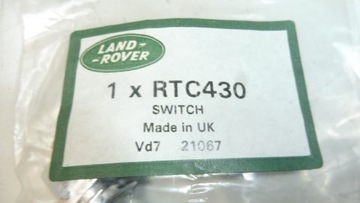 LAND-
-ROVER
1 x RTC430
SWITCH
Made in UK
Vd7 21067